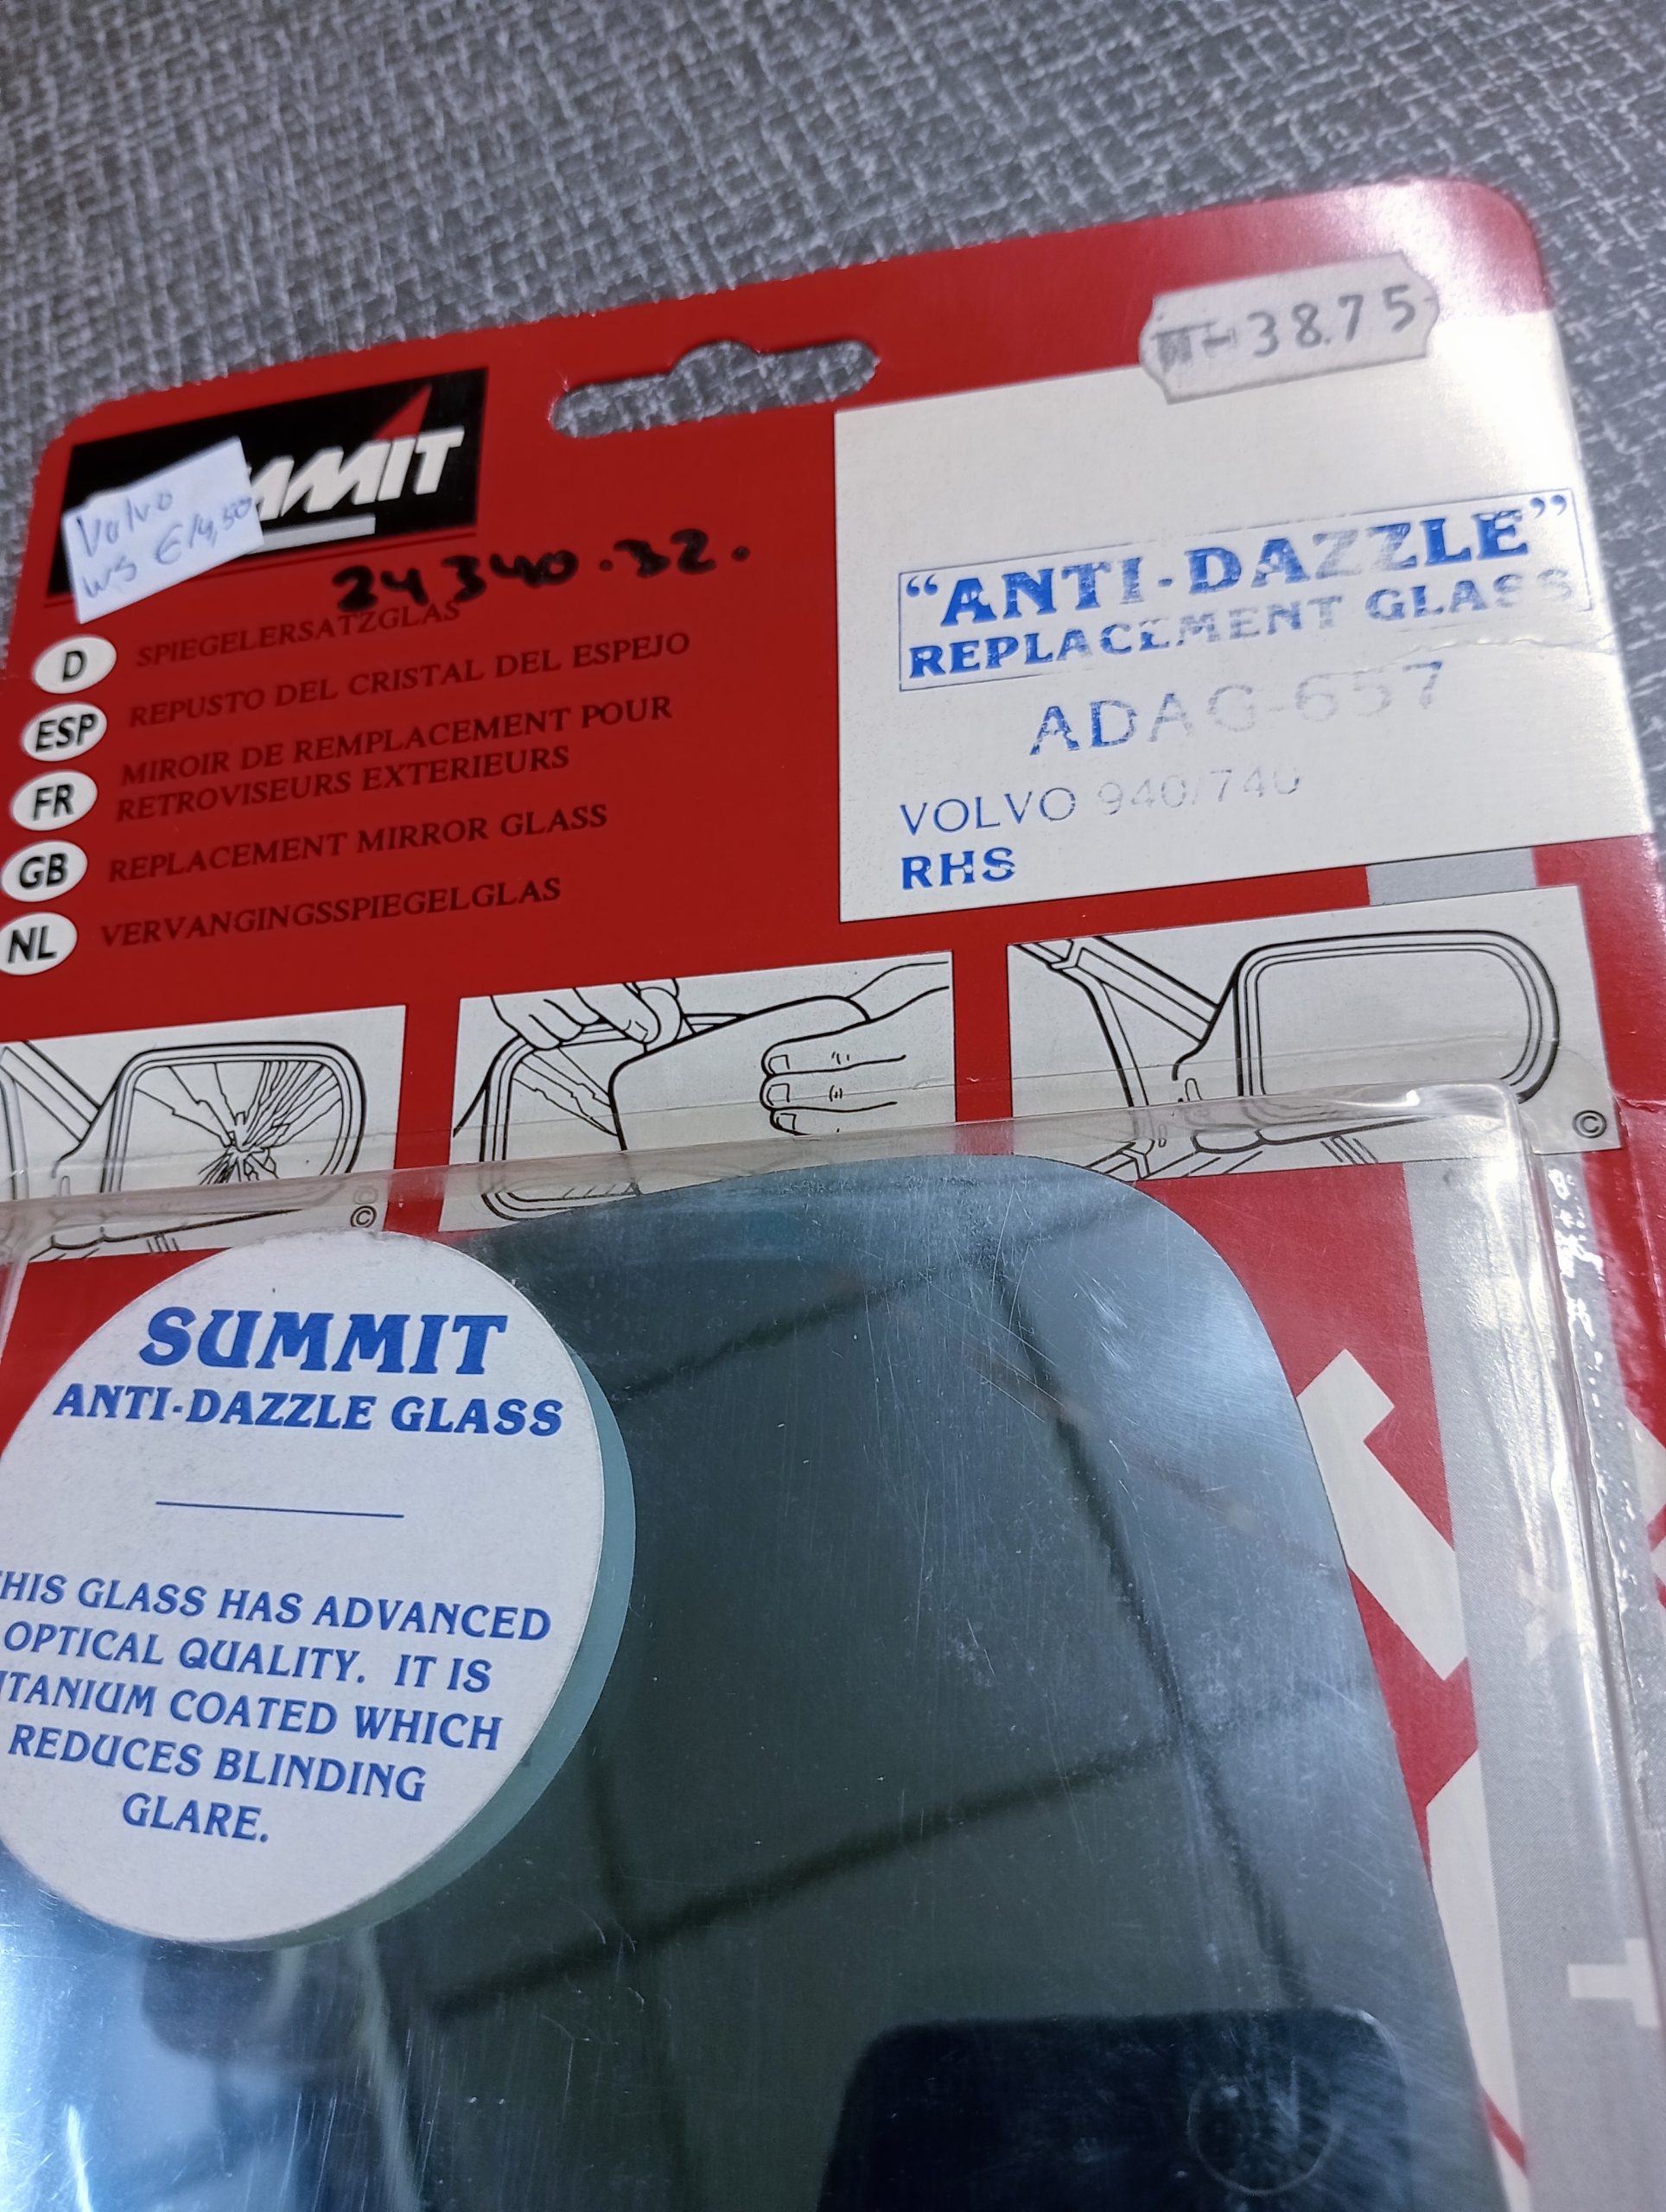 38.75
MMIT
Volvo
WS €14,50
24340.32.
D SPIEGELERSATZGLAS
ESP REPUSTO DEL CRISTAL DEL ESPEJO
FR MIROIR DE REMPLACEMENT POUR
RETROVISEURS EXTERIEURS
GB REPLACEMENT MIRROR GLASS
NL VERVANGINGSSPIEGELGLAS
“ANTI-DAZZLE”
REPLACEMENT GLASS
ADAG-657
VOLVO 940/740
RHS
©
©
SUMMIT
ANTI-DAZZLE GLASS
HIS GLASS HAS ADVANCED
OPTICAL QUALITY. IT IS
ITANIUM COATED WHICH
REDUCES BLINDING
GLARE.